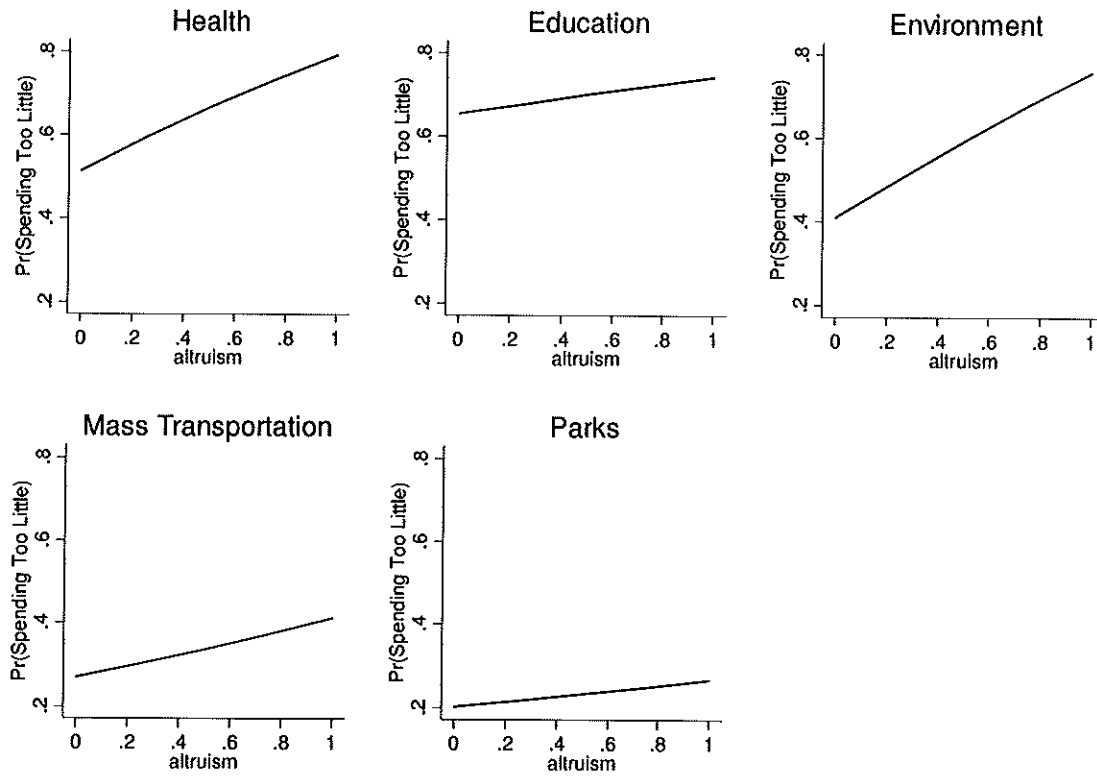 Health
Education
Environment
Pr(Spending Too Little)
.2 .4 .6 .8
0 .2 .4 .6 .8 1
altruism
Pr(Spending Too Little)
.2 .4 .6 .8
0 .2 .4 .6 .8 1
altruism
Pr(Spending Too Little)
.2 .4 .6 .8
0 .2 .4 .6 .8 1
altruism
Mass Transportation
Parks
Pr(Spending Too Little)
.2 .4 .6 .8
0 .2 .4 .6 .8 1
altruism
Pr(Spending Too Little)
.2 .4 .6 .8
0 .2 .4 .6 .8 1
altruism